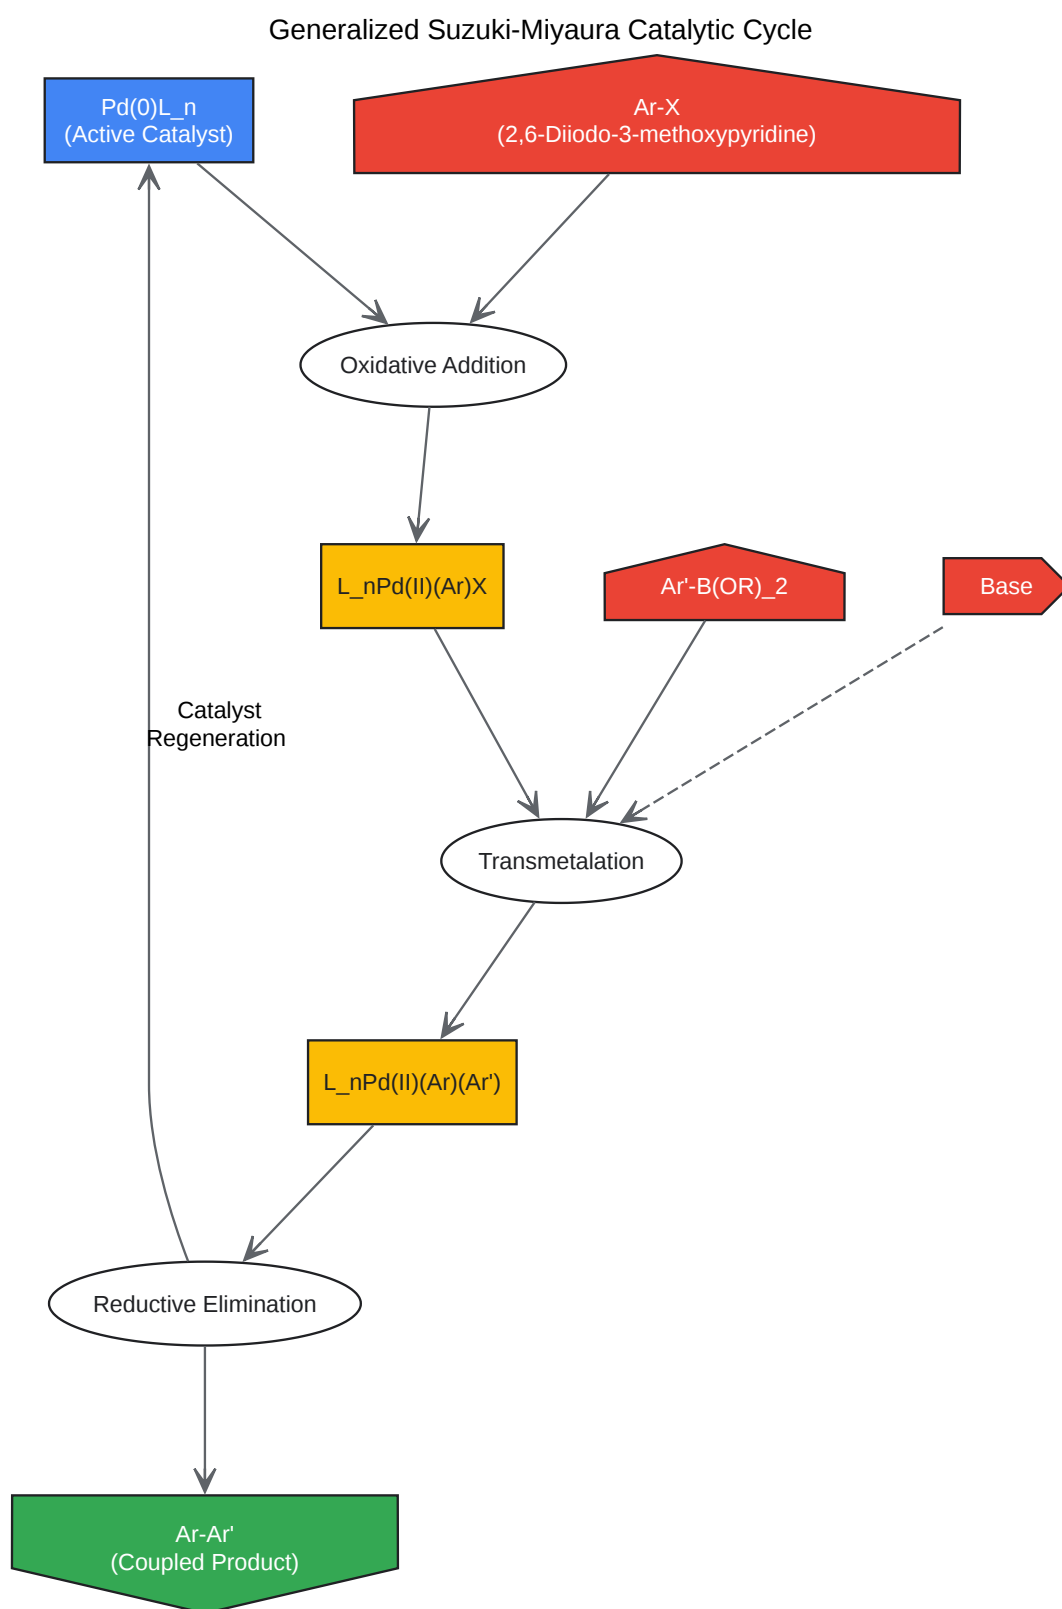 Generalized Suzuki-Miyaura Catalytic Cycle
Pd(0)L_n
(Active Catalyst)
Ar-X
(2,6-Diiodo-3-methoxypyridine)
Oxidative Addition
L_nPd(II)(Ar)X
Ar'-B(OR)_2
Base
Catalyst
Regeneration
Transmetalation
L_nPd(II)(Ar)(Ar')
Reductive Elimination
Ar-Ar'
(Coupled Product)